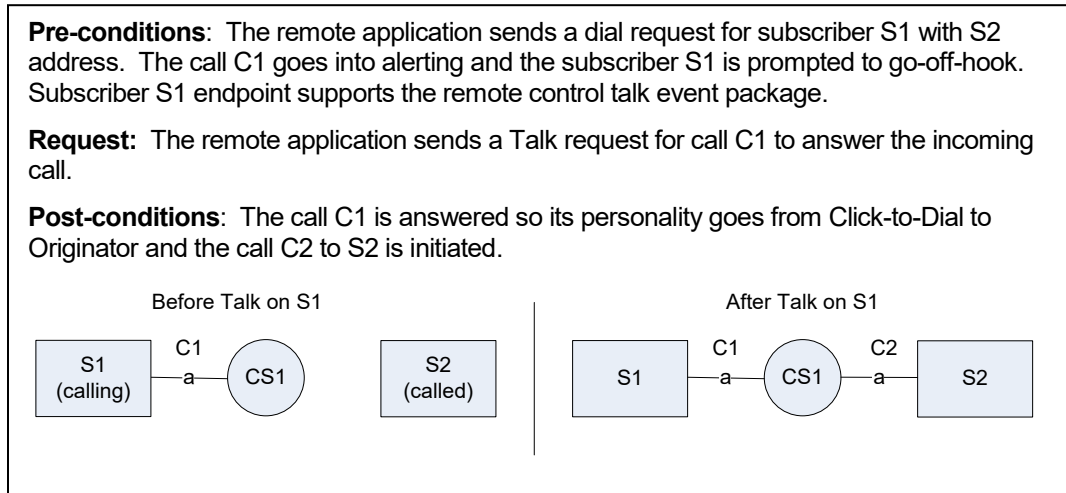 Pre-conditions: The remote application sends a dial request for subscriber S1 with S2
address. The call C1 goes into alerting and the subscriber S1 is prompted to go-off-hook.
Subscriber S1 endpoint supports the remote control talk event package.
Request: The remote application sends a Talk request for call C1 to answer the incoming
call.
Post-conditions: The call C1 is answered so its personality goes from Click-to-Dial to
Originator and the call C2 to S2 is initiated.
Before Talk on S1
S1
(calling)
C1
a
CS1
S2
(called)
After Talk on S1
S1
C1
a
CS1
C2
a
S2